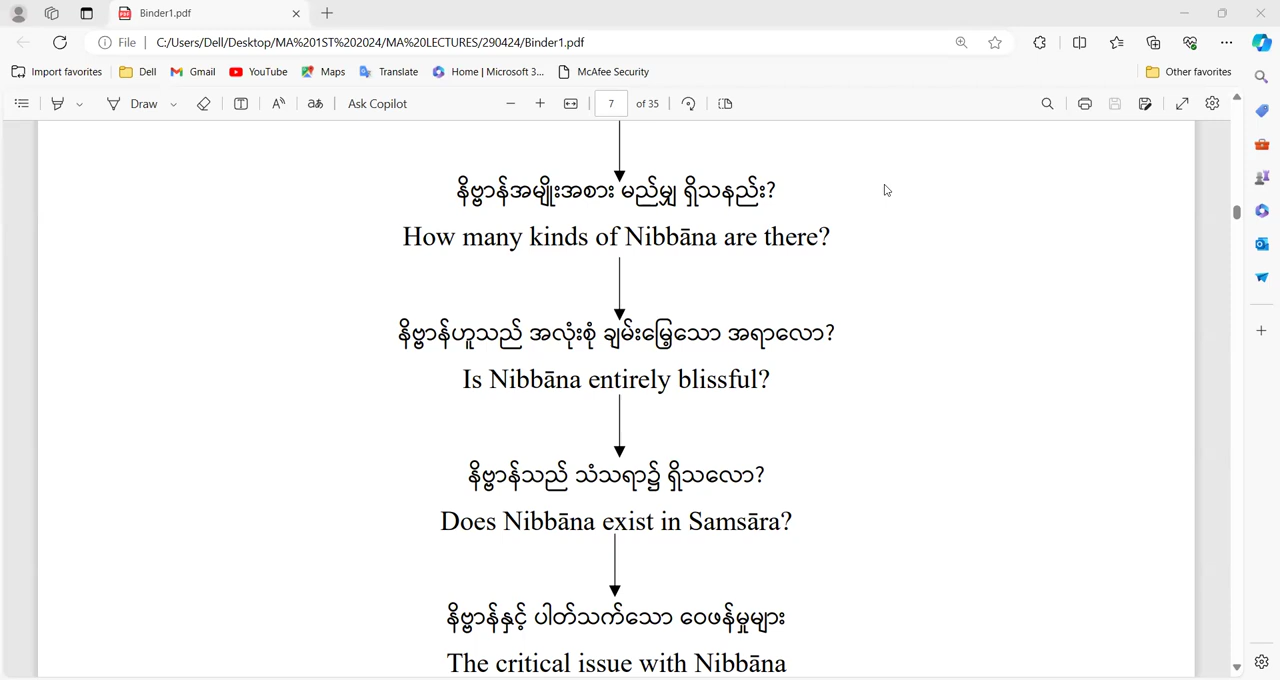 Binder1.pdf
File
C:/Users/Dell/Desktop/MA%201ST%202024/MA%20LECTURES/290424/Binder1.pdf
Import favorites Dell Gmail YouTube Maps Translate Home | Microsoft 3... McAfee Security Other favorites
Draw Ask Copilot 7 of 35
နိဗ္ဗာန်အမျိုးအစား မည်မျှ ရှိသနည်း?
How many kinds of Nibbāna are there?
နိဗ္ဗာန်ဟူသည် အလုံးစုံ ချမ်းမြေ့သော အရာလော?
Is Nibbāna entirely blissful?
နိဗ္ဗာန်သည် သံသရာ၌ ရှိသလော?
Does Nibbāna exist in Samsāra?
နိဗ္ဗာန်နှင့် ပါတ်သက်သော ဝေဖန်မှုများ
The critical issue with Nibbāna